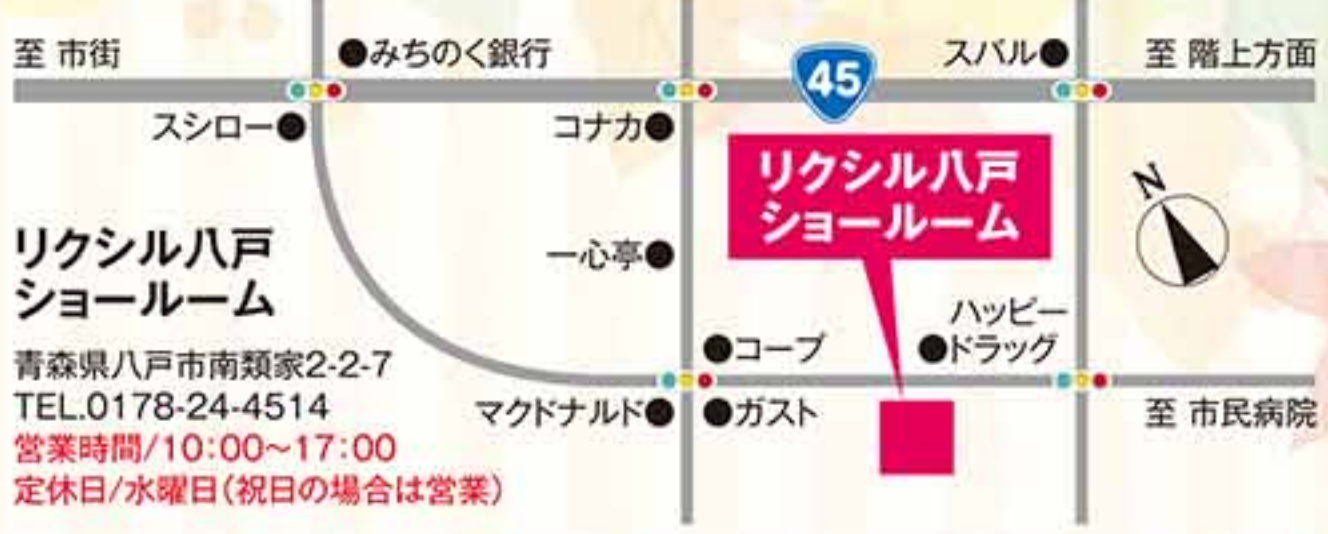 至 市街
●みちのく銀行
45
スバル●
至 階上方面
スシロー●
コナカ●
リクシル八戸
ショールーム
N
一心亭●
リクシル八戸
ショールーム
ハッピー
●ドラッグ
●コープ
青森県八戸市南類家2-2-7
TEL.0178-24-4514
マクドナルド●
●ガスト
至 市民病院
営業時間/10:00〜17:00
定休日/水曜日(祝日の場合は営業)